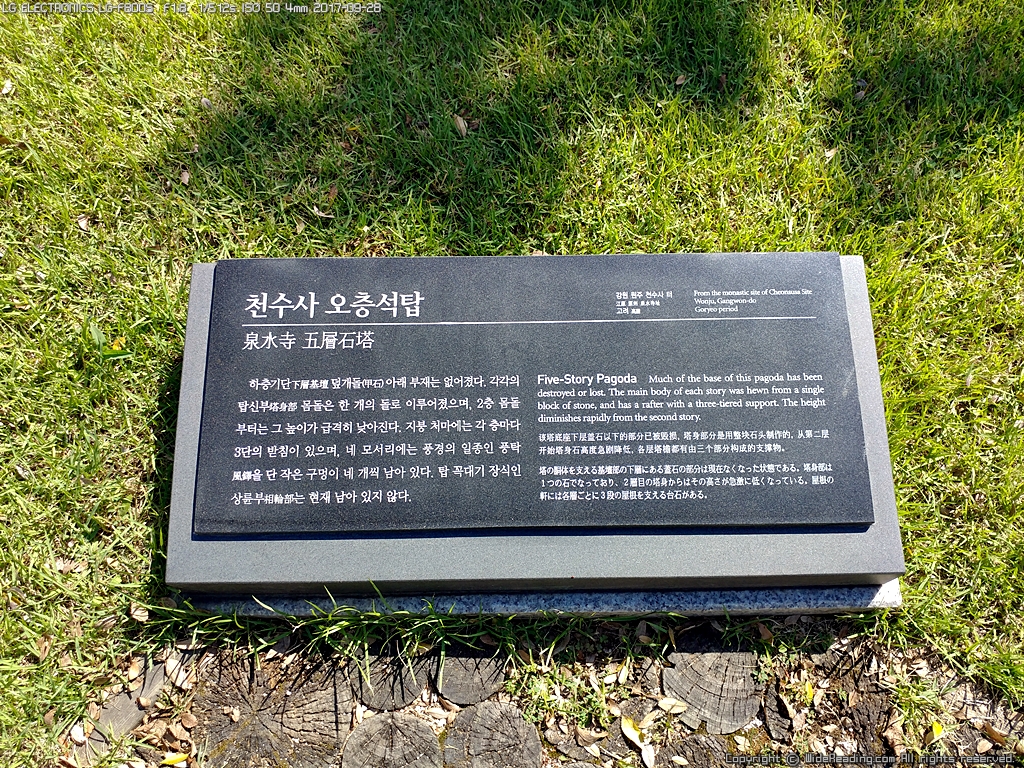 LG ELECTRONICS LG-F800S, f1.8, 1/612s, ISO 50 4mm 2017-09-28
천수사 오층석탑
泉水寺 五層石塔
강원 원주 천수사 터
江原 原州 泉水寺址
고려 高麗
From the monastic site of Cheonsusa Site
Wonju, Gangwon-do
Goryeo period
하층기단下層基壇 덮개돌(甲石) 아래 부재는 없어졌다. 각각의
탑신부塔身部 몸돌은 한 개의 돌로 이루어졌으며, 2층 몸돌
부터는 그 높이가 급격히 낮아진다. 지붕 처마에는 각 층마다
3단의 받침이 있으며, 네 모서리에는 풍경의 일종인 풍탁
風鐸을 단 작은 구멍이 네 개씩 남아 있다. 탑 꼭대기 장식인
상륜부相輪部는 현재 남아 있지 않다.
Five-Story Pagoda Much of the base of this pagoda has been
destroyed or lost. The main body of each story was hewn from a single
block of stone, and has a rafter with a three-tiered support. The height
diminishes rapidly from the second story.
该塔底座下层盖石以下的部分已被毁损, 塔身部分是用整块石头制作的, 从第二层
开始塔身石高度急剧降低, 各层塔檐都有由三个部分构成的支撑物。
塔の胴体を支える基壇部の下層にある蓋石の部分は現在なくなった状態である。塔身部は
１つの石でなっており、２層目の塔身からはその高さが急激に低くなっている。屋根の
軒には各層ごとに３段の屋根を支える台石がある。
Copyright (c) WideReading.com All rights reserved.